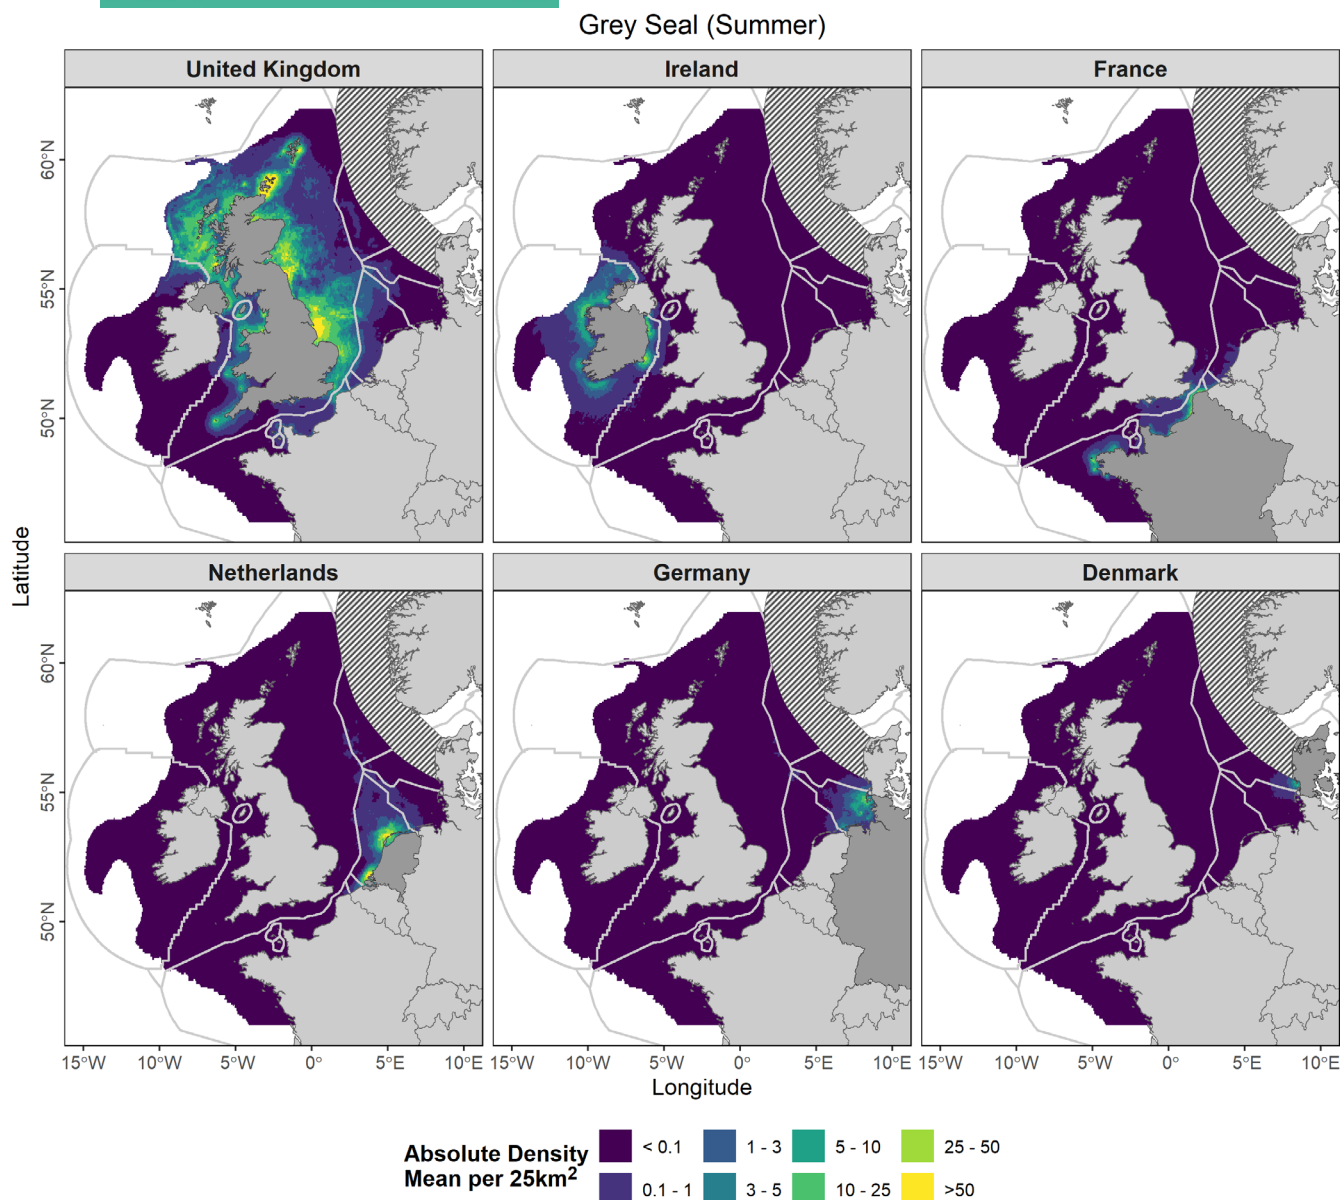 Grey Seal (Summer)
United Kingdom
Ireland
France
60°N
55°N
50°N
Latitude
Netherlands
Germany
Denmark
60°N
55°N
50°N
15°W 10°W 5°W 0° 5°E 10°E
15°W 10°W 5°W 0° 5°E 10°E
15°W 10°W 5°W 0° 5°E 10°E
Longitude
Absolute Density
Mean per 25km²
< 0.1
1 - 3
5 - 10
25 - 50
0.1 - 1
3 - 5
10 - 25
>50